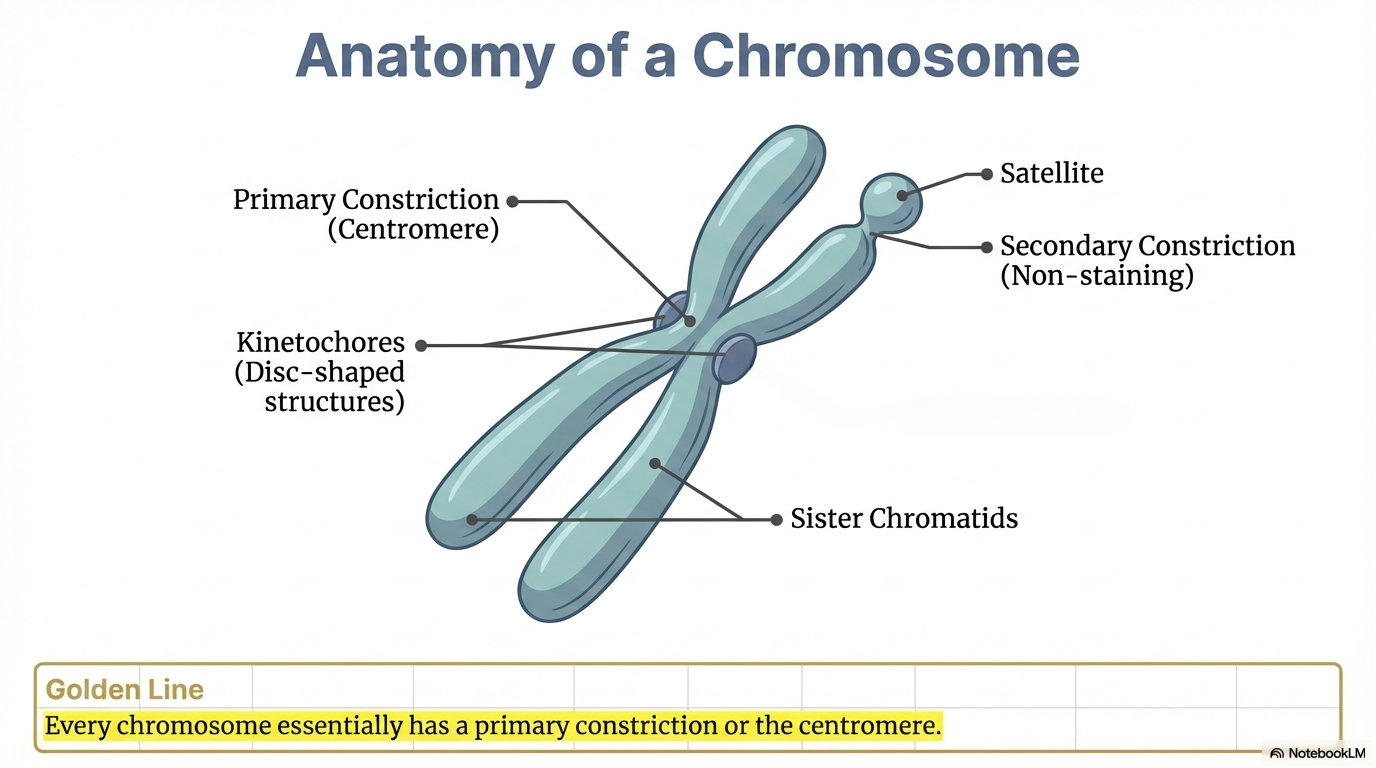 Anatomy of a Chromosome
Primary Constriction
(Centromere)
Satellite
Secondary Constriction
(Non-staining)
Kinetochores
(Disc-shaped
structures)
Sister Chromatids
Golden Line
Every chromosome essentially has a primary constriction or the centromere.
NotebookLM